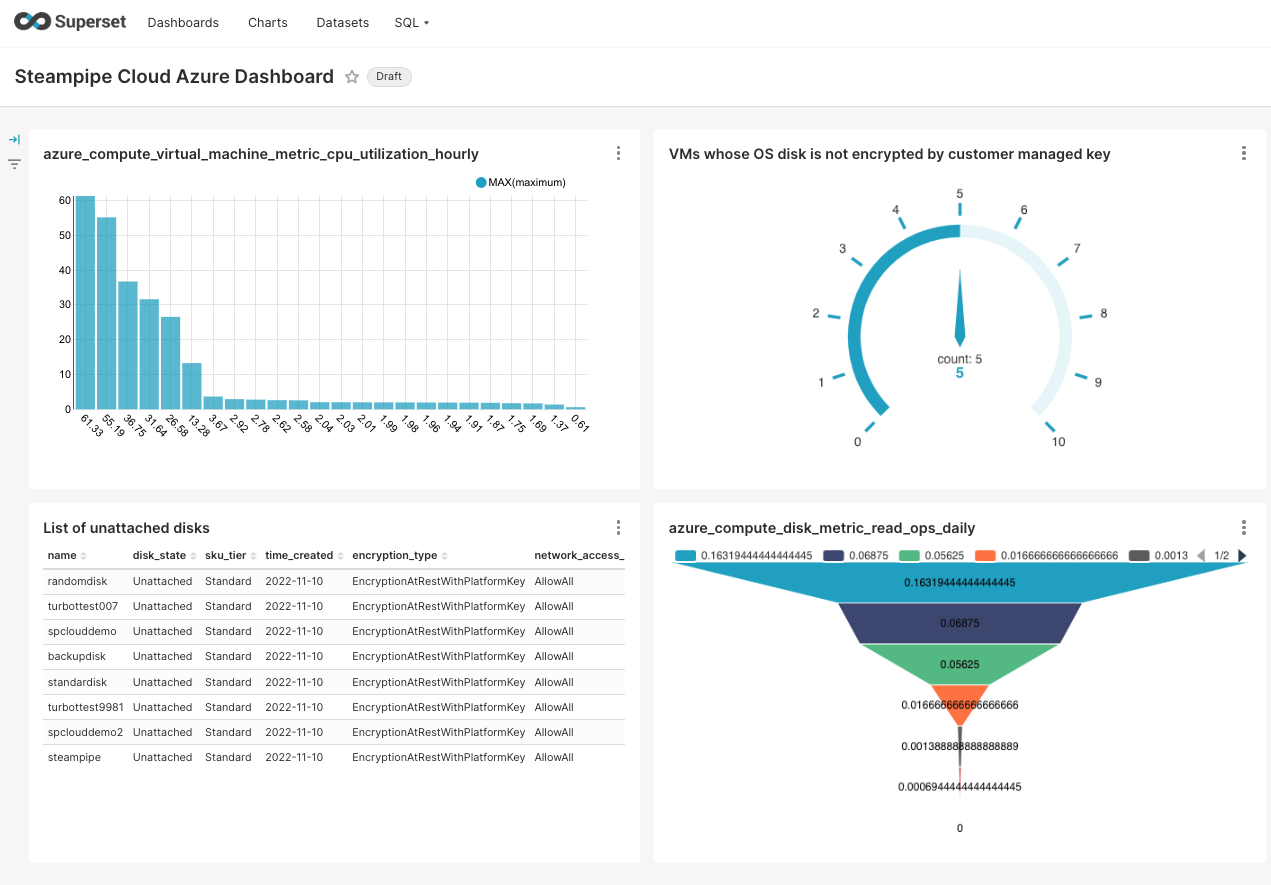 Superset Dashboards Charts Datasets SQL
Steampipe Cloud Azure Dashboard Draft
azure_compute_virtual_machine_metric_cpu_utilization_hourly
MAX(maximum)
60
50
40
30
20
10
0
61.33 55.19 36.75 31.64 26.58 13.28 3.67 2.92 2.78 2.62 2.58 2.04 2.03 2.01 1.99 1.98 1.96 1.94 1.91 1.87 1.75 1.69 1.37 0.61
VMs whose OS disk is not encrypted by customer managed key
0
1
2
3
4
5
6
7
8
9
10
count: 5
5
List of unattached disks
name disk_state sku_tier time_created encryption_type network_access_
randomdisk Unattached Standard 2022-11-10 EncryptionAtRestWithPlatformKey AllowAll
turbottest007 Unattached Standard 2022-11-10 EncryptionAtRestWithPlatformKey AllowAll
spclouddemo Unattached Standard 2022-11-10 EncryptionAtRestWithPlatformKey AllowAll
backupdisk Unattached Standard 2022-11-10 EncryptionAtRestWithPlatformKey AllowAll
standardisk Unattached Standard 2022-11-10 EncryptionAtRestWithPlatformKey AllowAll
turbottest9981 Unattached Standard 2022-11-10 EncryptionAtRestWithPlatformKey AllowAll
spclouddemo2 Unattached Standard 2022-11-10 EncryptionAtRestWithPlatformKey AllowAll
steampipe Unattached Standard 2022-11-10 EncryptionAtRestWithPlatformKey AllowAll
azure_compute_disk_metric_read_ops_daily
0.16319444444444445 0.06875 0.05625 0.016666666666666666 0.0013 1/2
0.16319444444444445
0.06875
0.05625
0.016666666666666666
0.001388888888888889
0.0006944444444444445
0